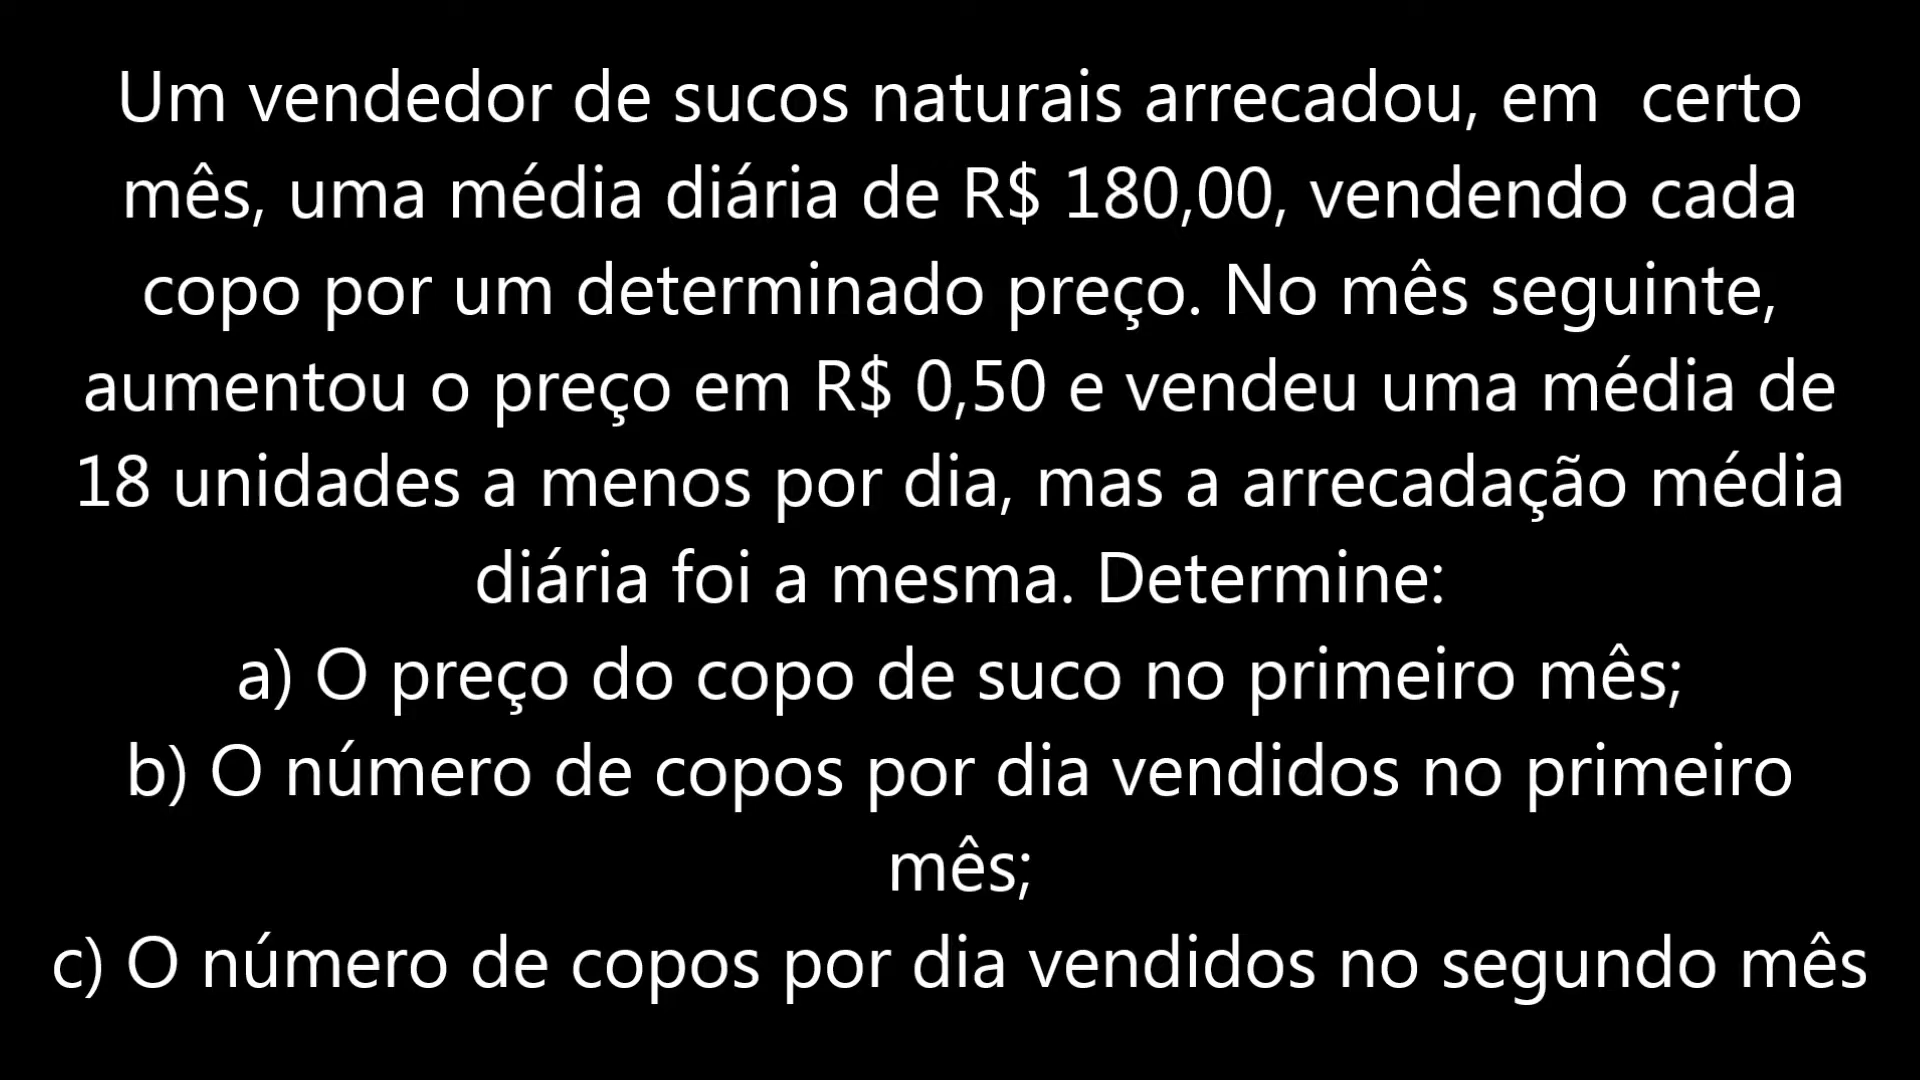 Um vendedor de sucos naturais arrecadou, em  certo
mês, uma média diária de R$ 180,00, vendendo cada
copo por um determinado preço. No mês seguinte,
aumentou o preço em R$ 0,50 e vendeu uma média de
18 unidades a menos por dia, mas a arrecadação média
diária foi a mesma. Determine:
a) O preço do copo de suco no primeiro mês;
b) O número de copos por dia vendidos no primeiro
mês;
c) O número de copos por dia vendidos no segundo mês